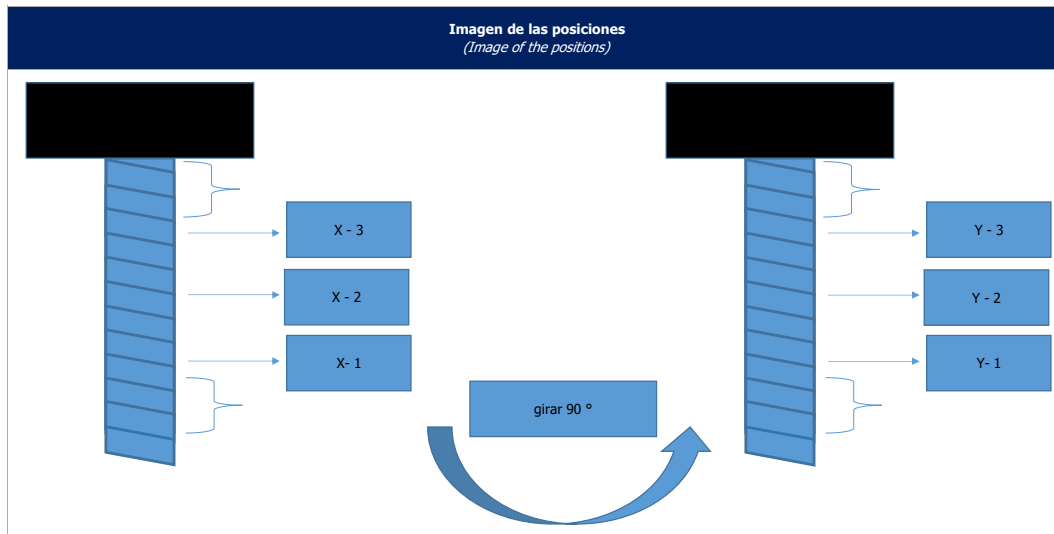 Imagen de las posiciones
(Image of the positions)
X - 3
Y - 3
X - 2
Y - 2
X- 1
Y- 1
girar 90 °